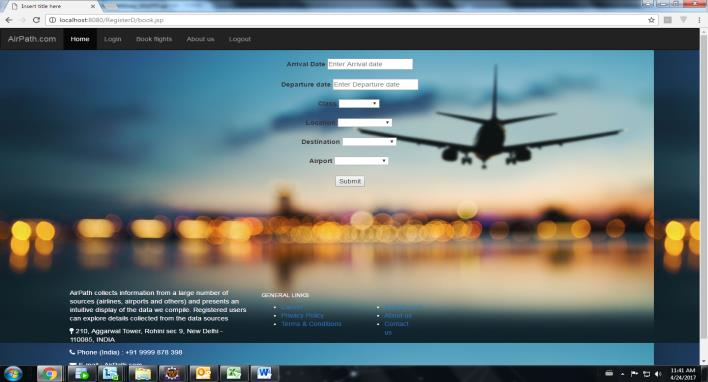 Insert title here
localhost:8080/RegisterD/book.jsp
AirPath.com Home Login Book flights About us Logout
Arrival Date Enter Arrival date
Departure date Enter Departure date
Class
Location
Destination
Airport
Submit
AirPath collects information from a large number of
sources (airlines, airports and others) and presents an
intuitive display of the data we compile. Registered users
can explore details collected from the data sources
210, Aggarwal Tower, Rohini sec 9, New Delhi -
110085, INDIA
Phone (India) : +91 9999 878 398
E-mail : AirPath.com
GENERAL LINKS
Privacy Policy
Terms & Conditions
About us
Contact
us
11:41 AM
4/24/2017